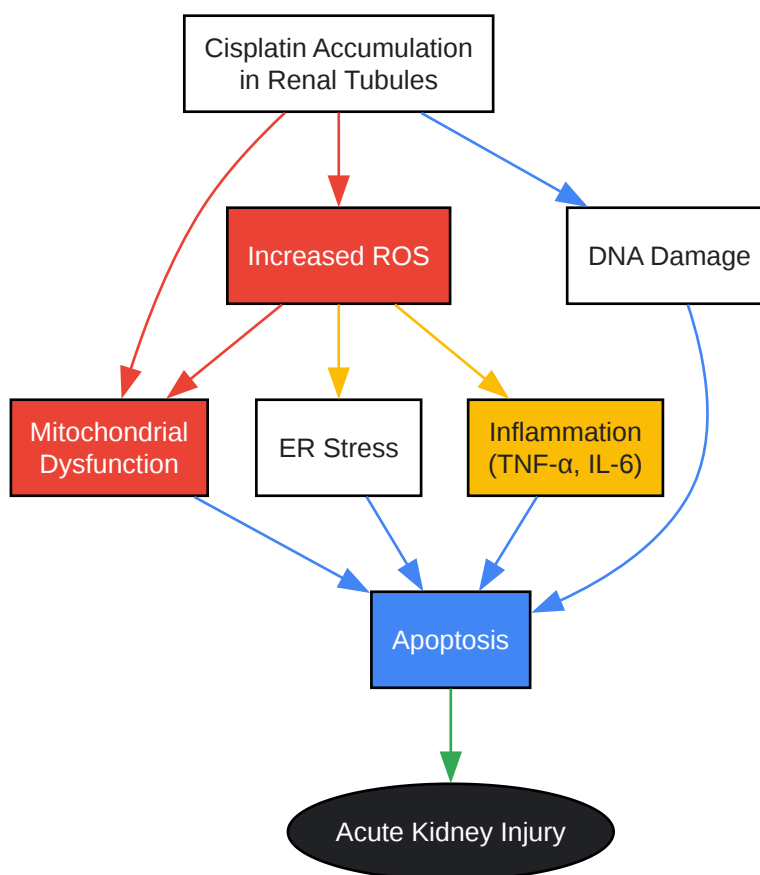 Cisplatin Accumulation
in Renal Tubules
Increased ROS
DNA Damage
Mitochondrial
Dysfunction
ER Stress
Inflammation
(TNF-α, IL-6)
Apoptosis
Acute Kidney Injury